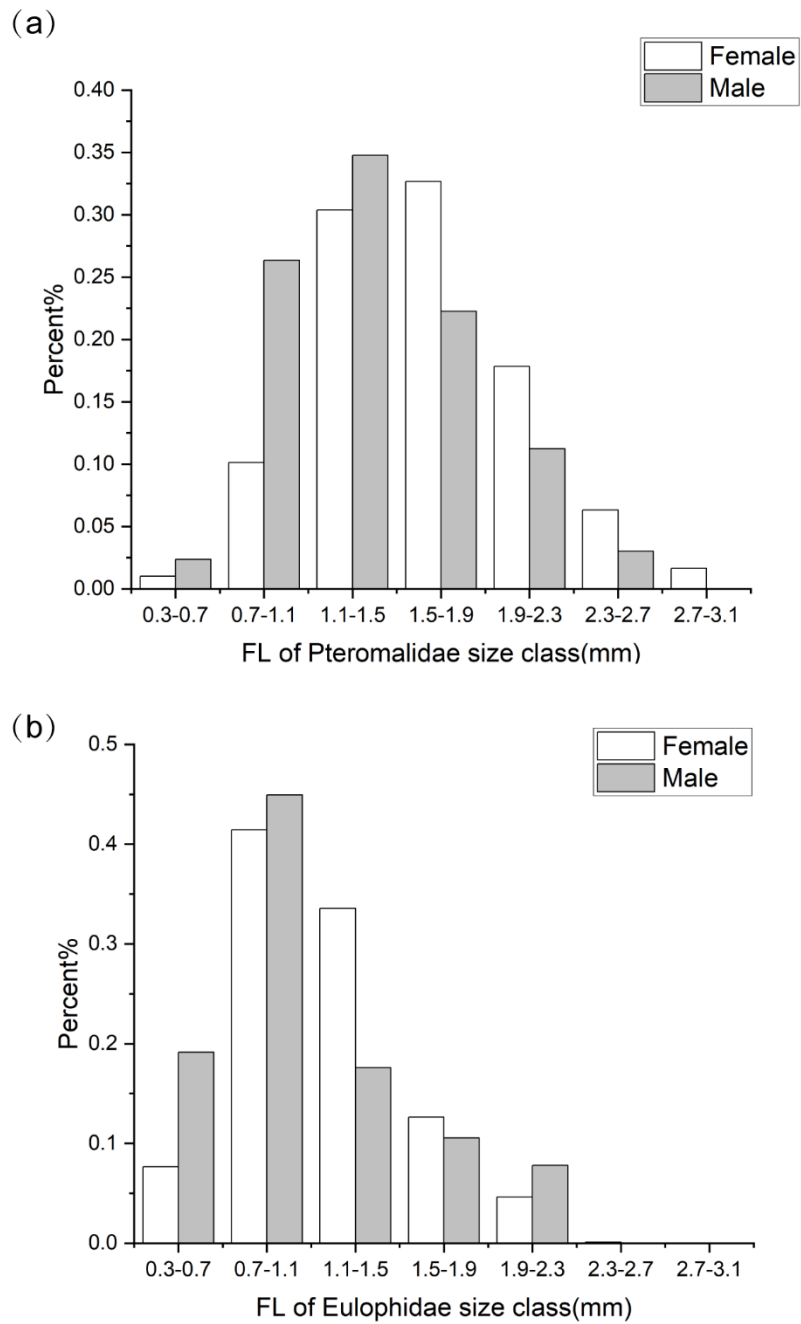 （a）
Female
Male
0.40
0.35
0.30
0.25
0.20
0.15
0.10
0.05
0.00
Percent%
0.3-0.7 0.7-1.1 1.1-1.5 1.5-1.9 1.9-2.3 2.3-2.7 2.7-3.1
FL of Pteromalidae size class(mm)
（b）
Female
Male
0.5
0.4
0.3
0.2
0.1
0.0
Percent%
0.3-0.7 0.7-1.1 1.1-1.5 1.5-1.9 1.9-2.3 2.3-2.7 2.7-3.1
FL of Eulophidae size class(mm)